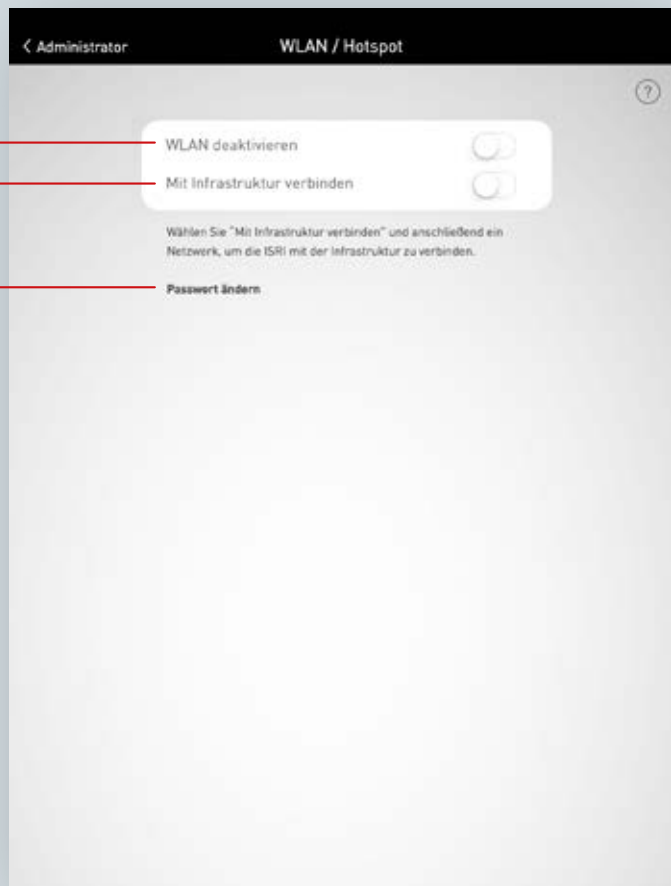 < Administrator
WLAN / Hotspot
?
WLAN deaktivieren
Mit Infrastruktur verbinden
Wählen Sie "Mit Infrastruktur verbinden" und anschließend ein
Netzwerk, um die ISRI mit der Infrastruktur zu verbinden.
Passwort ändern